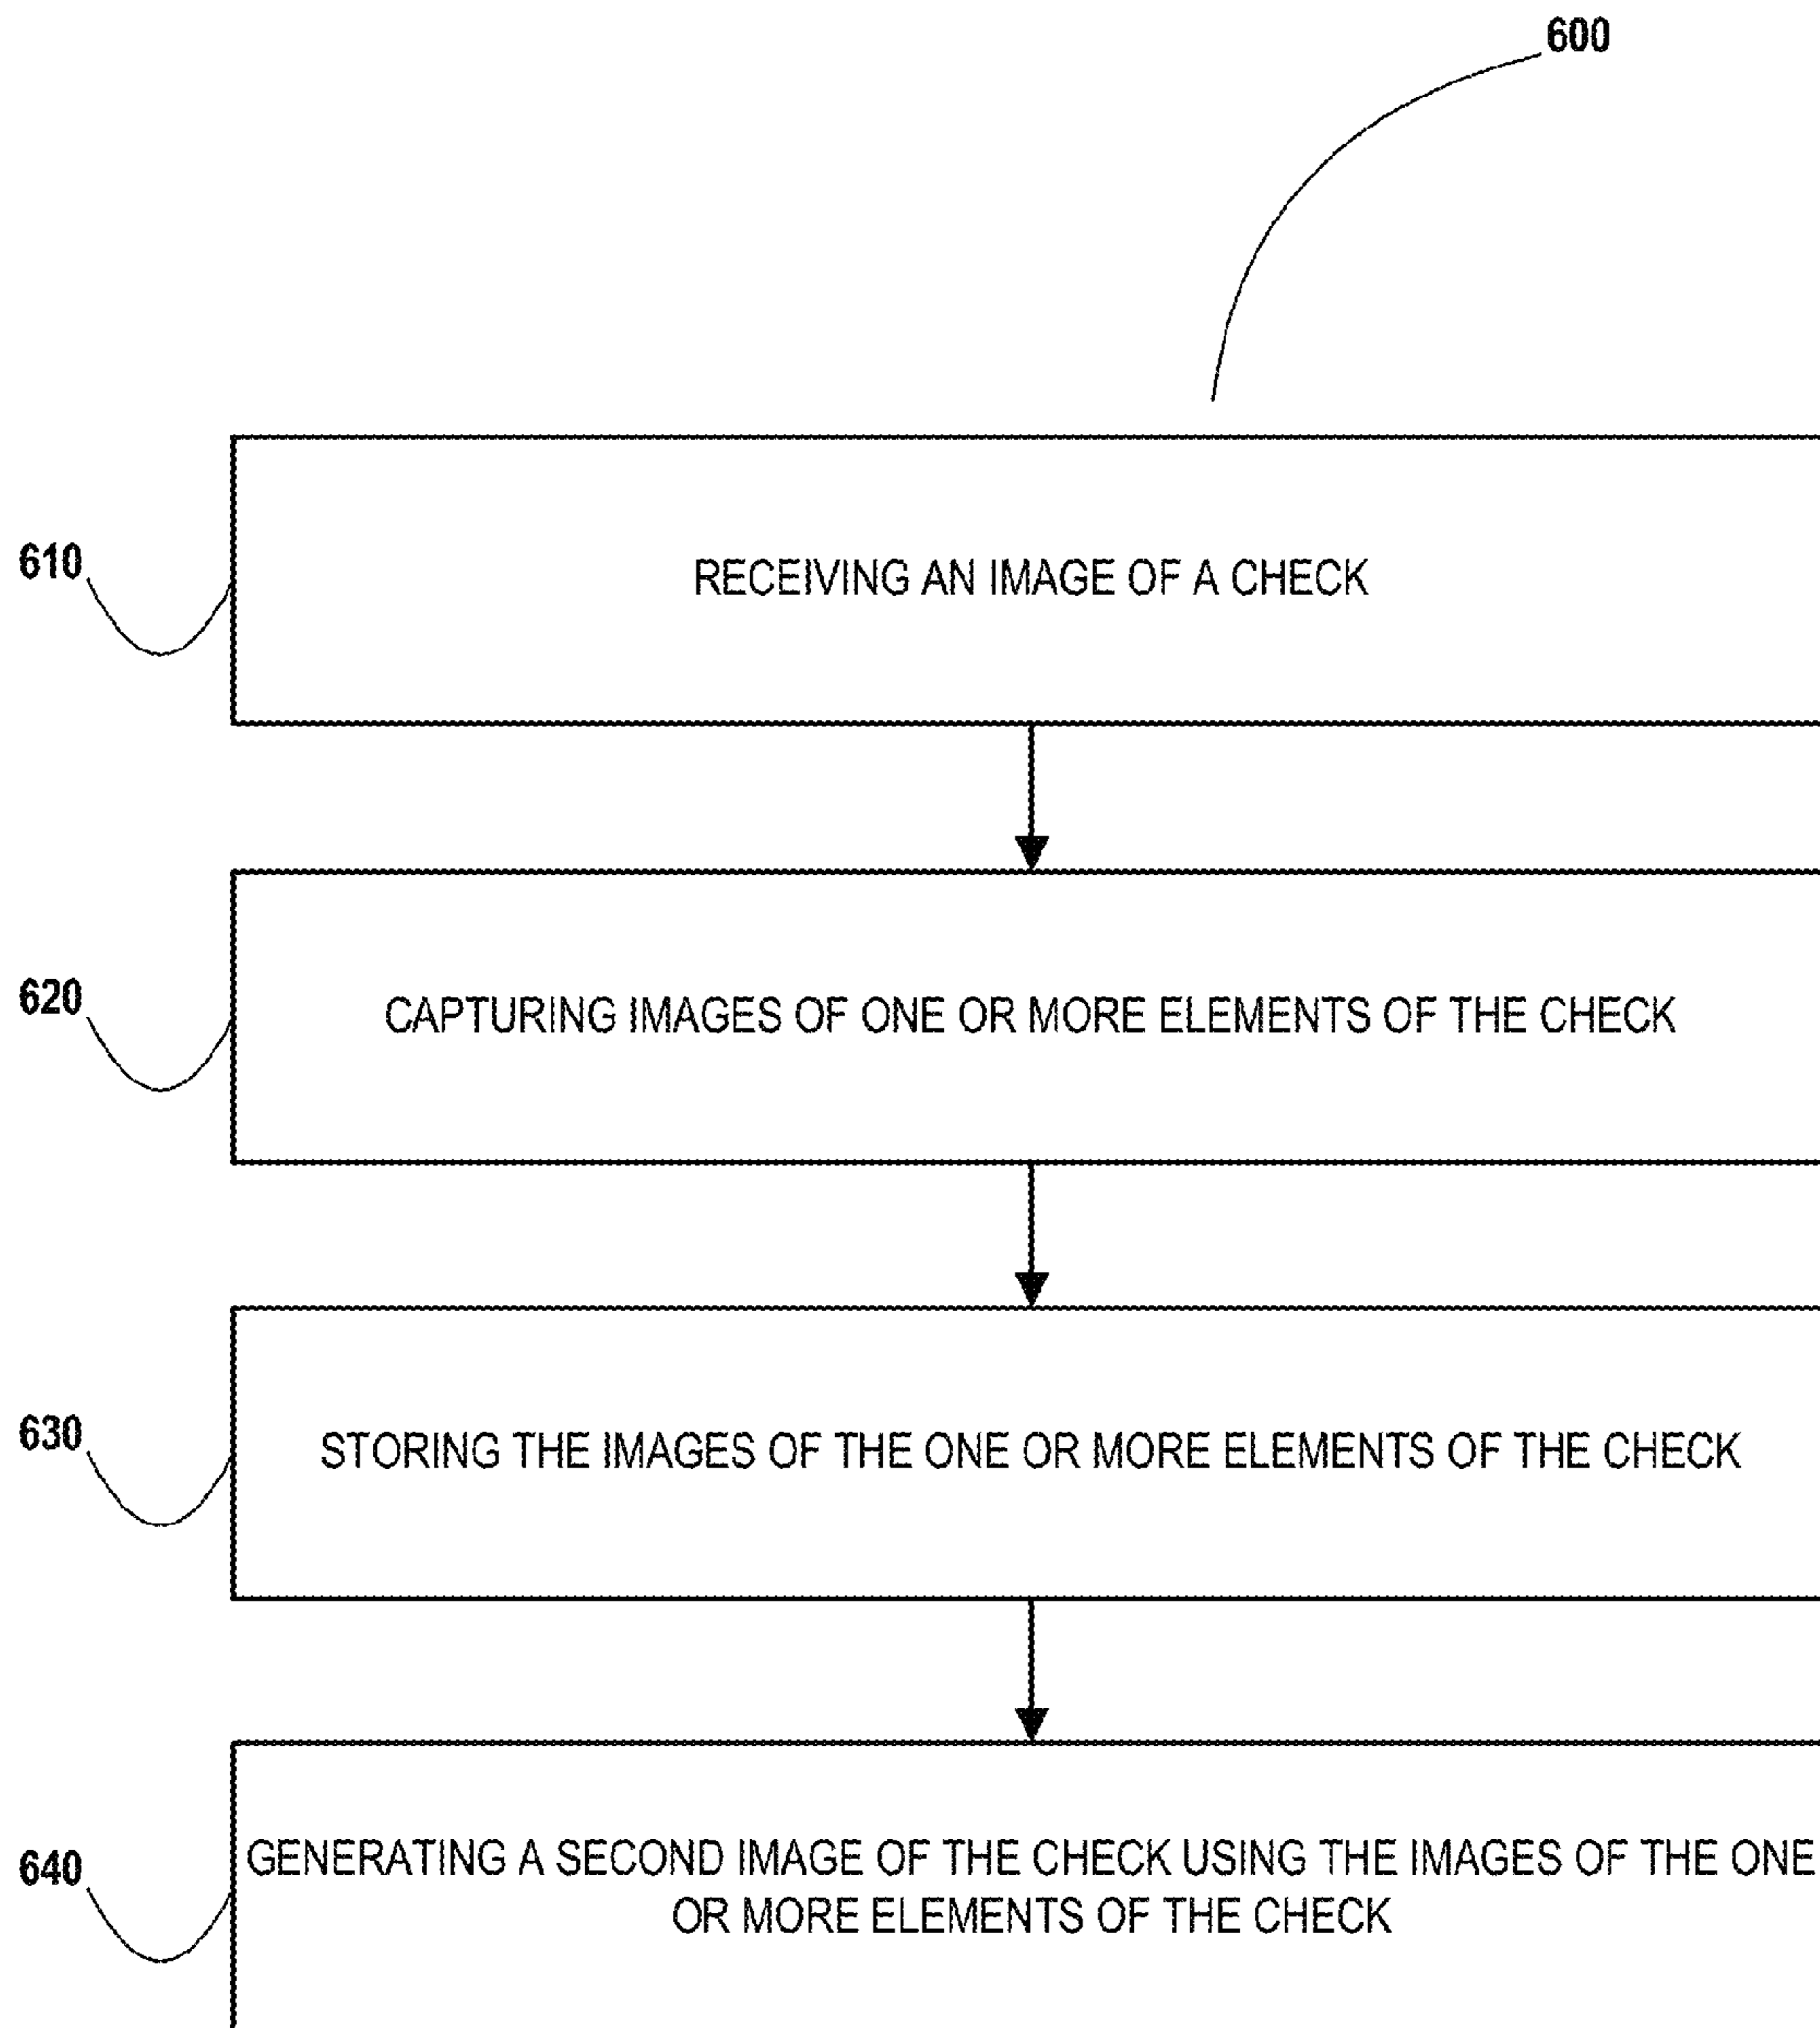 600
610
RECEIVING AN IMAGE OF A CHECK
620
CAPTURING IMAGES OF ONE OR MORE ELEMENTS OF THE CHECK
630
STORING THE IMAGES OF THE ONE OR MORE ELEMENTS OF THE CHECK
640
GENERATING A SECOND IMAGE OF THE CHECK USING THE IMAGES OF THE ONE
OR MORE ELEMENTS OF THE CHECK